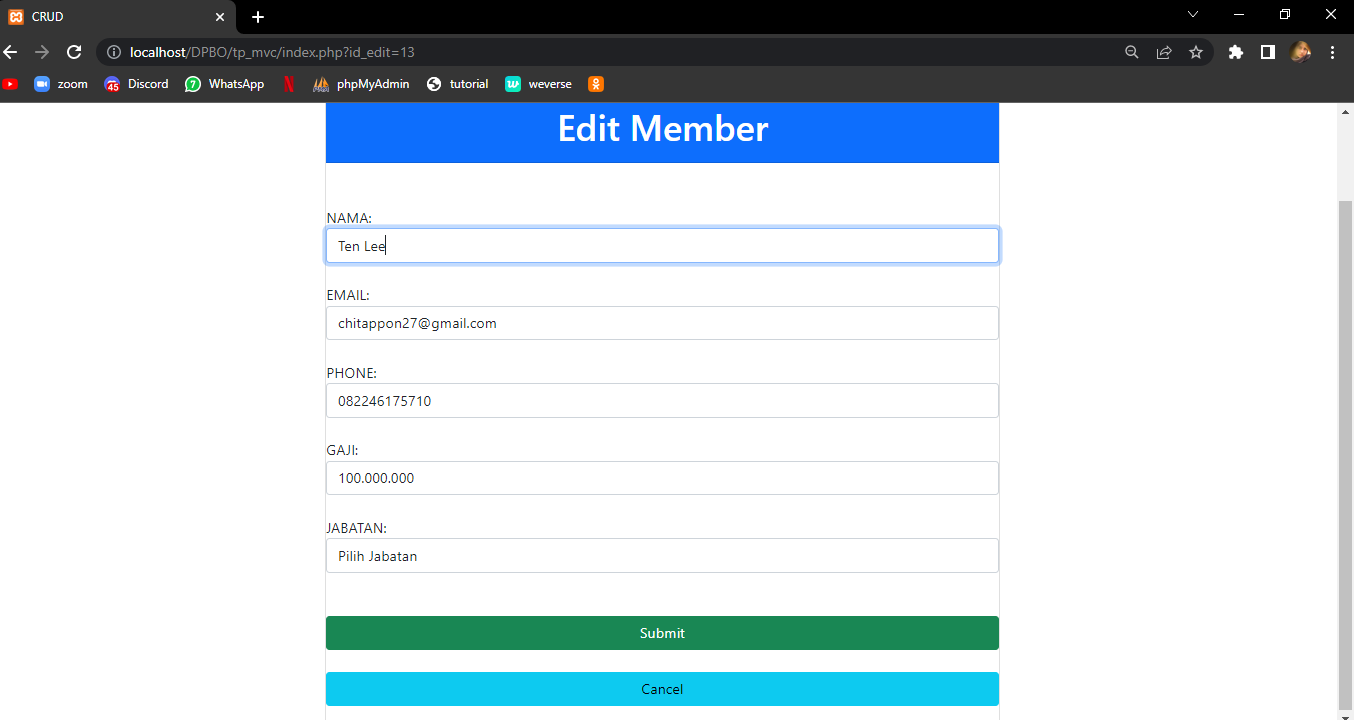 CRUD
localhost/DPBO/tp_mvc/index.php?id_edit=13
zoom 45 Discord 7 WhatsApp N phpMyAdmin tutorial w weverse
Edit Member
NAMA:
Ten Lee
EMAIL:
chitappon27@gmail.com
PHONE:
082246175710
GAJI:
100.000.000
JABATAN:
Pilih Jabatan
Submit
Cancel